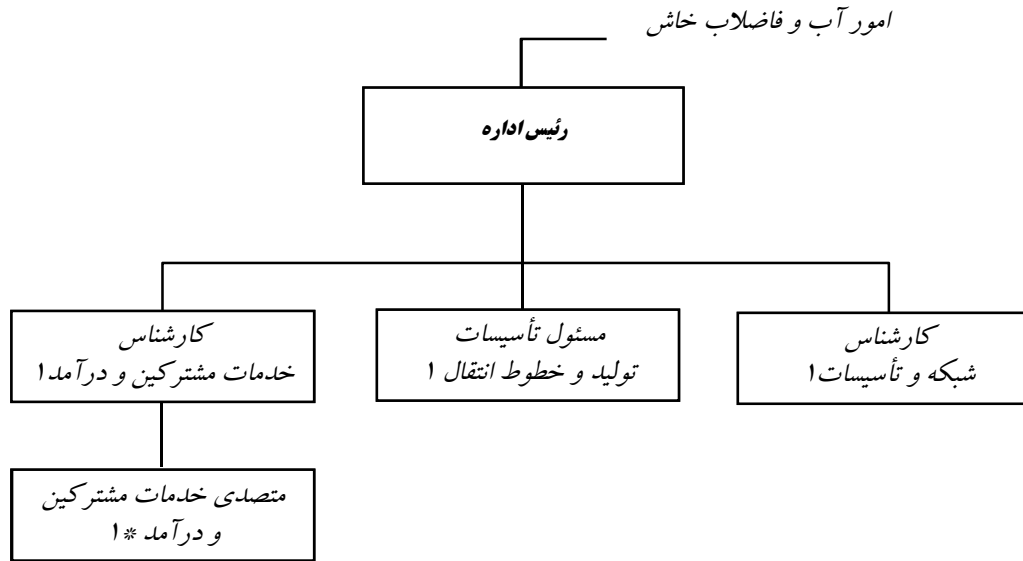 امور آب و فاضلاب خاش
رئیس اداره
کارشناس
شبکه و تأسیسات۱
مسئول تأسیسات
تولید و خطوط انتقال ۱
کارشناس
خدمات مشترکین و درآمد۱
متصدی خدمات مشترکین
و درآمد *۱